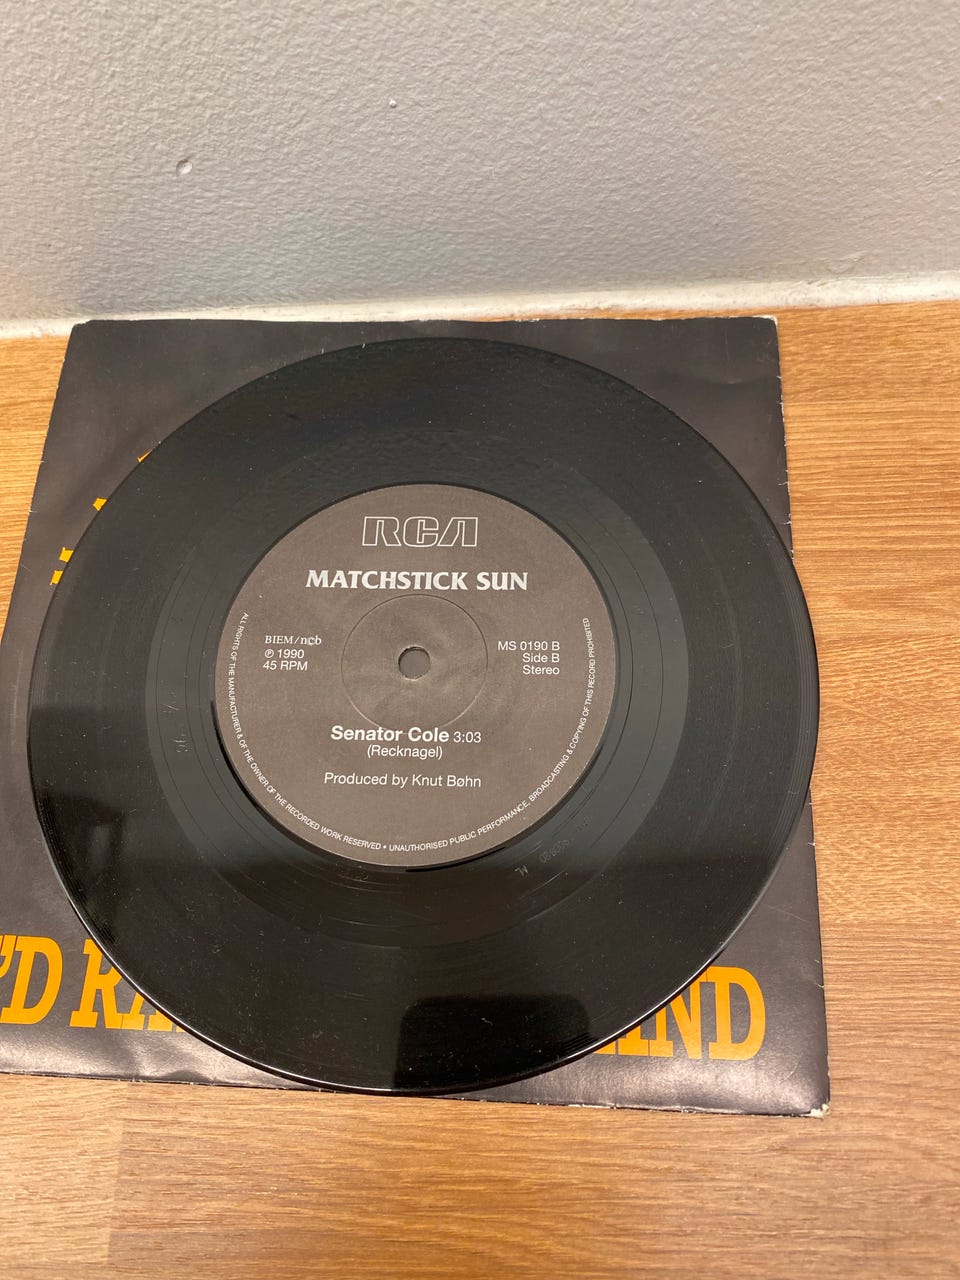 RCA
MATCHSTICK SUN
BIEM/ncb
℗ 1990
45 RPM
MS 0190 B
Side B
Stereo
Senator Cole 3:03
(Recknagel)
Produced by Knut Bøhn
ALL RIGHTS OF THE MANUFACTURER & OF THE OWNER OF THE RECORDED WORK RESERVED • UNAUTHORISED PUBLIC PERFORMANCE, BROADCASTING & COPYING OF THIS RECORD PROHIBITED